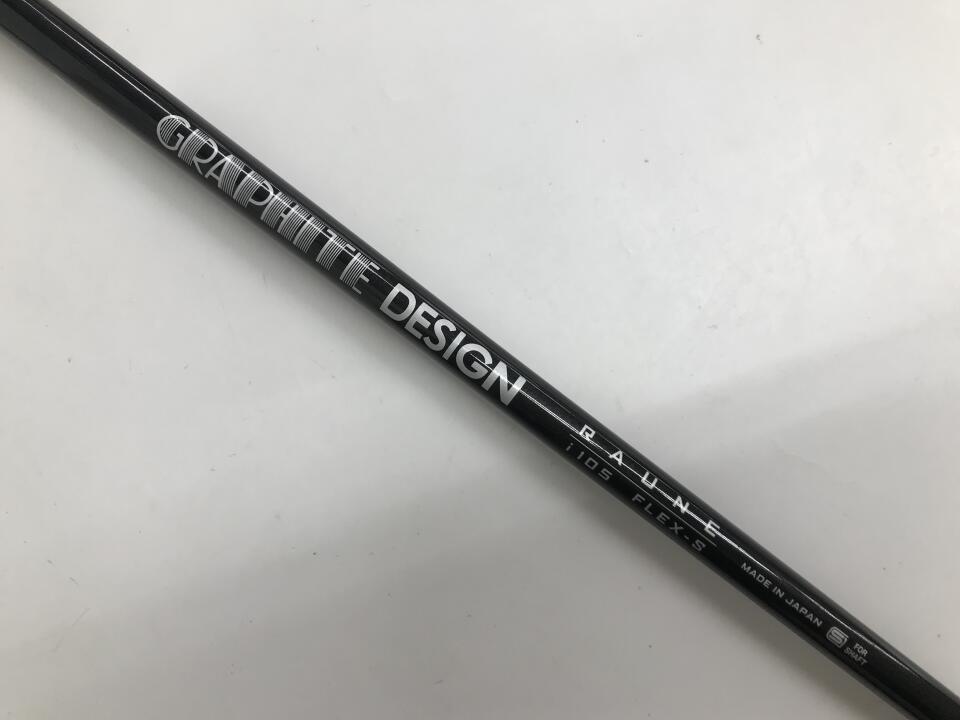 GRAPHITE DESIGN
RAUNE
i105 FLEX-S
MADE IN JAPAN
S FOR
SHAFT